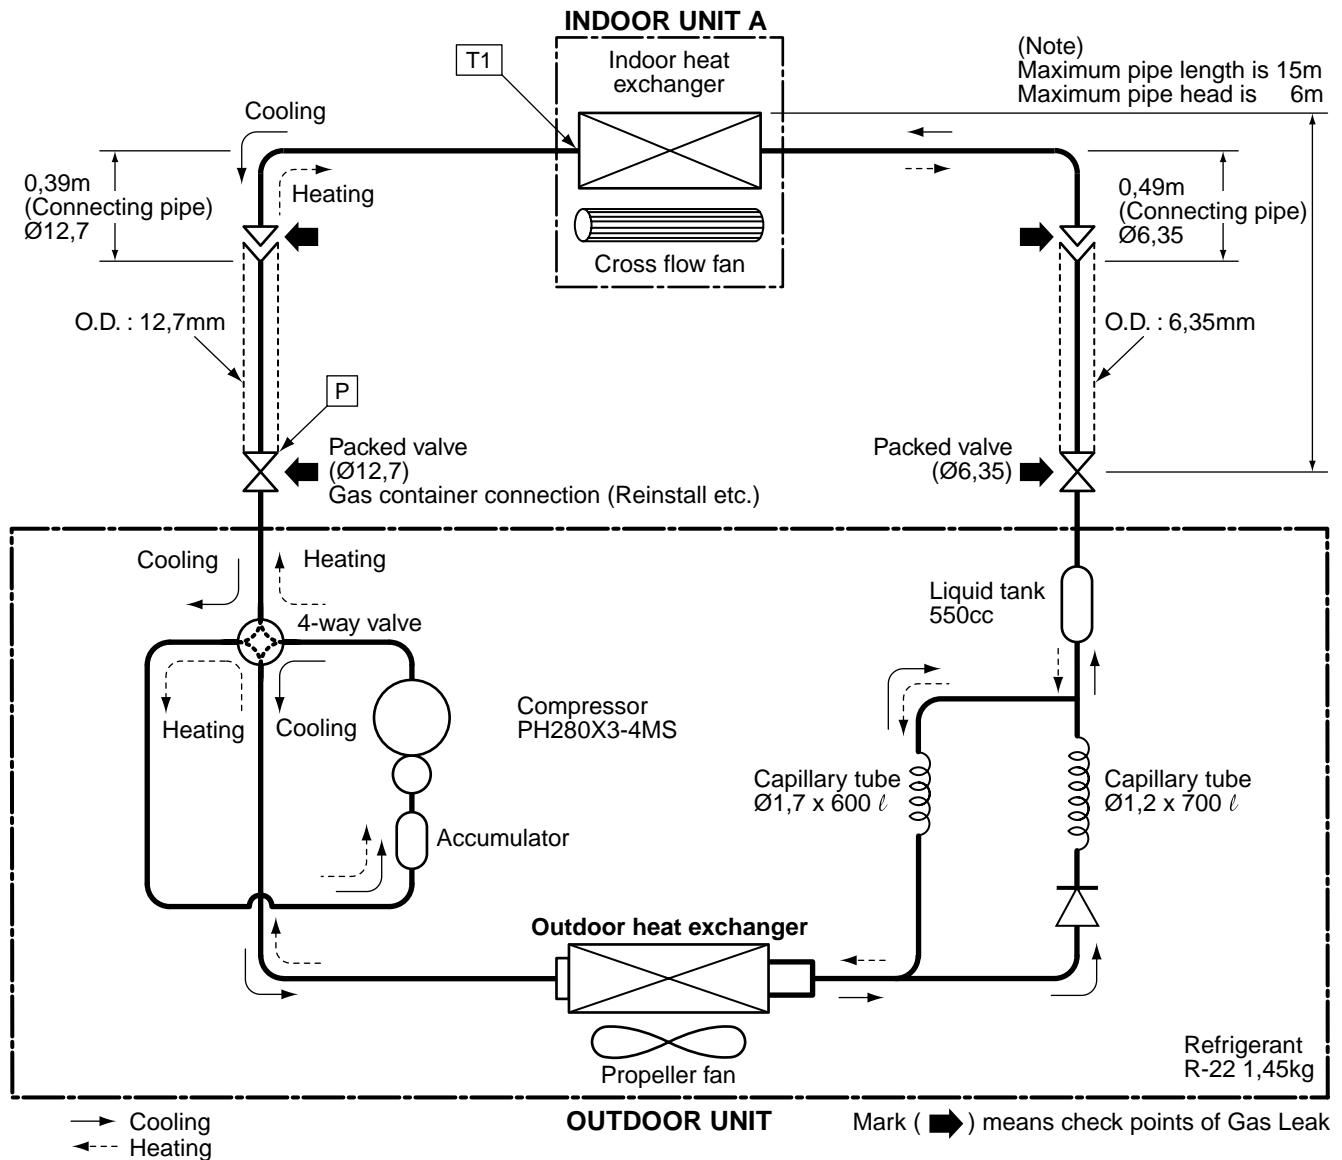 INDOOR UNIT A
T1
Indoor heat
exchanger
(Note)
Maximum pipe length is 15m
Maximum pipe head is 6m
Cooling
Heating
0,39m
(Connecting pipe)
Ø12,7
0,49m
(Connecting pipe)
Ø6,35
Cross flow fan
O.D. : 12,7mm
O.D. : 6,35mm
P
Packed valve
(Ø12,7)
Gas container connection (Reinstall etc.)
Packed valve
(Ø6,35)
Cooling
Heating
4-way valve
Liquid tank
550cc
Heating
Cooling
Compressor
PH280X3-4MS
Capillary tube
Ø1,7 x 600 ℓ
Capillary tube
Ø1,2 x 700 ℓ
Accumulator
Outdoor heat exchanger
Propeller fan
Refrigerant
R-22 1,45kg
Cooling
Heating
OUTDOOR UNIT
Mark ( ) means check points of Gas Leak